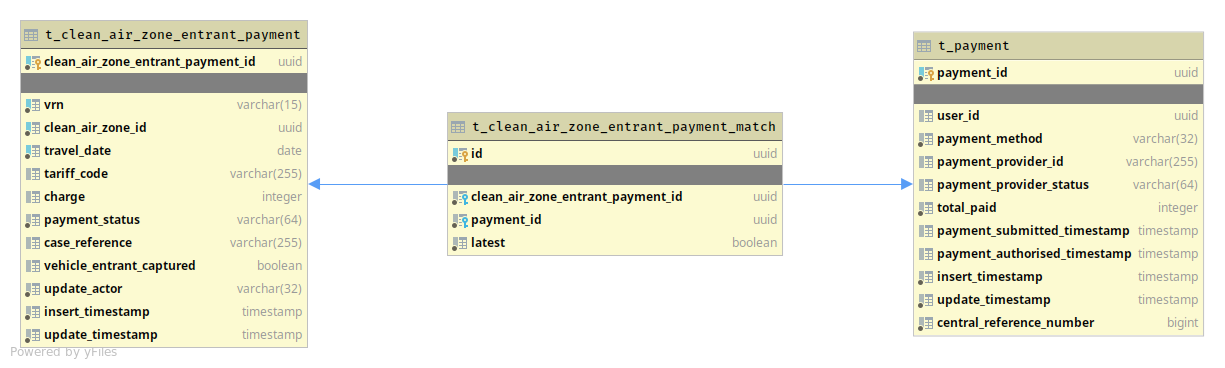 t_clean_air_zone_entrant_payment
clean_air_zone_entrant_payment_id uuid
vrn varchar(15)
clean_air_zone_id uuid
travel_date date
tariff_code varchar(255)
charge integer
payment_status varchar(64)
case_reference varchar(255)
vehicle_entrant_captured boolean
update_actor varchar(32)
insert_timestamp timestamp
update_timestamp timestamp
Powered by yFiles
t_clean_air_zone_entrant_payment_match
id uuid
clean_air_zone_entrant_payment_id uuid
payment_id uuid
latest boolean
t_payment
payment_id uuid
user_id uuid
payment_method varchar(32)
payment_provider_id varchar(255)
payment_provider_status varchar(64)
total_paid integer
payment_submitted_timestamp timestamp
payment_authorised_timestamp timestamp
insert_timestamp timestamp
update_timestamp timestamp
central_reference_number bigint